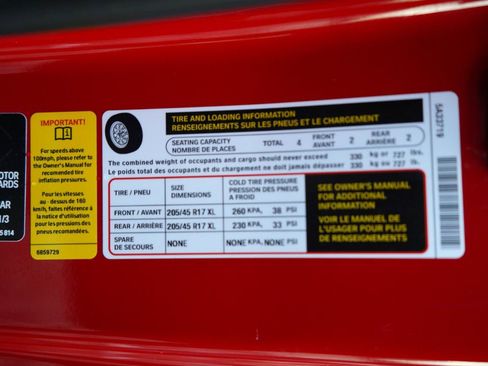 OTOR
ARDS
AR
1/3
5814
IMPORTANT!
For speeds above
100mph, please refer to
the Owner's Manual for
recommended tire
inflation pressures.
Pour les vitesses
au - dessus de 160
km/h, faites référence à
la notice d'utilisation
pour les pressions des
pneus recomandées.
6859729
TIRE AND LOADING INFORMATION
RENSEIGNEMENTS SUR LES PNEUS ET LE CHARGEMENT
SEATING CAPACITY TOTAL 4 FRONT 2 REAR 2
NOMBRE DE PLACES AVANT ARRIÈRE
The combined weight of occupants and cargo should never exceed 330 kg or 727 lbs.
Le poids total des occupants et du chargement ne doit jamais dépasser 330 kg ou 727 lb.
TIRE / PNEU SIZE DIMENSIONS COLD TIRE PRESSURE PRESSION DES PNEUS A FROID
FRONT / AVANT 205/45 R17 XL 260 KPA, 38 PSI
REAR / ARRIÈRE 205/45 R17 XL 230 KPA, 33 PSI
SPARE DE SECOURS NONE NONE KPA, NONE PSI
SEE OWNER'S MANUAL
FOR ADDITIONAL
INFORMATION
VOIR LE MANUEL DE
L'USAGER POUR PLUS
DE RENSEIGNEMENTS
5A33719